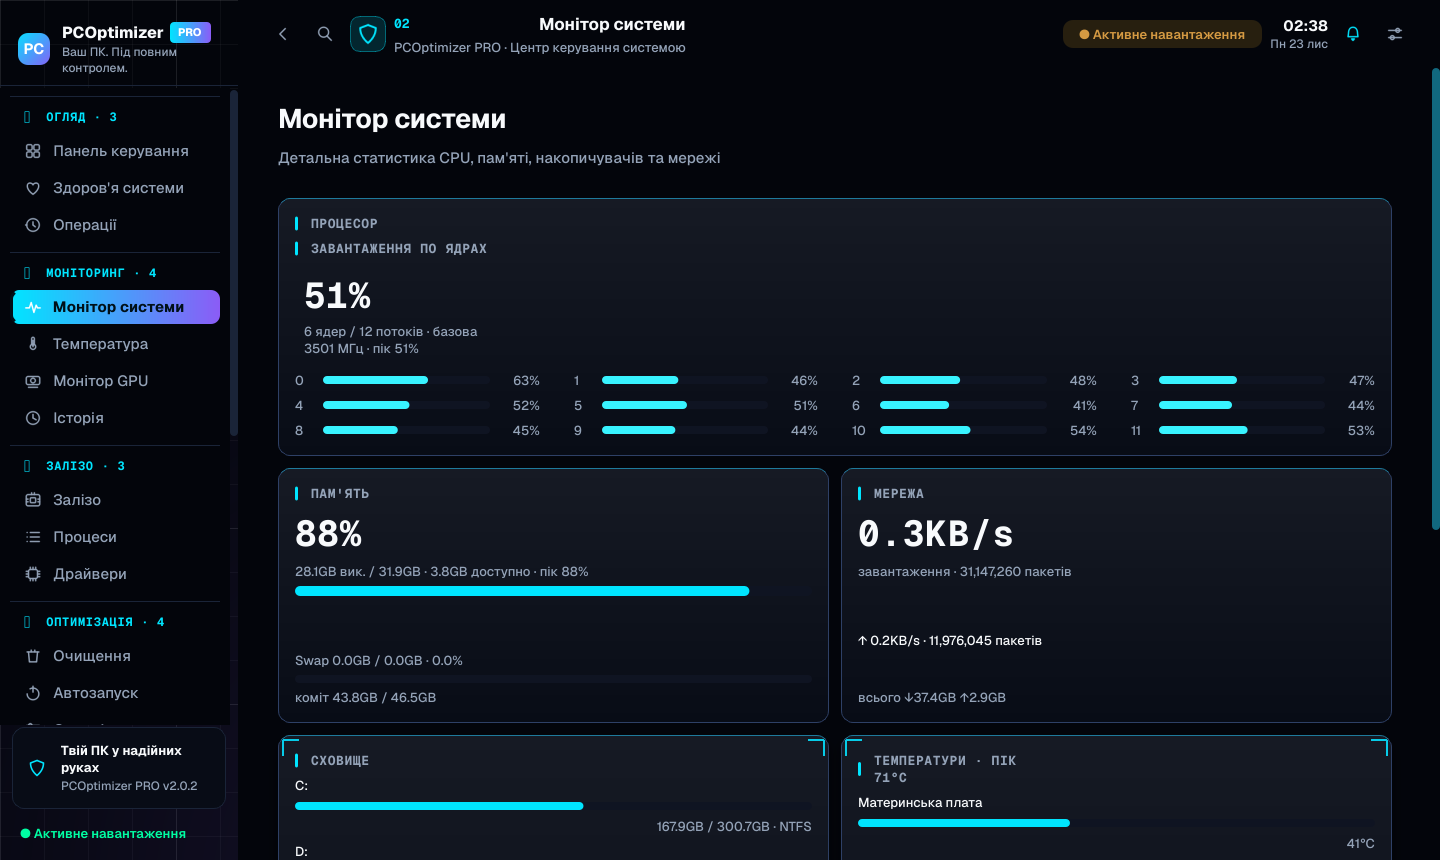 PC
PCOptimizer PRO
Ваш ПК. Під повним
контролем.
ОГЛЯД · 3
Панель керування
Здоров'я системи
Операції
МОНІТОРИНГ · 4
Монітор системи
Температура
Монітор GPU
Історія
ЗАЛІЗО · 3
Залізо
Процеси
Драйвери
ОПТИМІЗАЦІЯ · 4
Очищення
Автозапуск
Твій ПК у надійних
руках
PCOptimizer PRO v2.0.2
Активне навантаження
02
Монітор системи
PCOptimizer PRO · Центр керування системою
Активне навантаження
02:38
Пн 23 лис
Монітор системи
Детальна статистика CPU, пам'яті, накопичувачів та мережі
ПРОЦЕСОР
ЗАВАНТАЖЕННЯ ПО ЯДРАХ
51%
6 ядер / 12 потоків · базова
3501 МГц · пік 51%
0 63% 1 46% 2 48% 3 47%
4 52% 5 51% 6 41% 7 44%
8 45% 9 44% 10 54% 11 53%
ПАМ'ЯТЬ
88%
28.1GB вик. / 31.9GB · 3.8GB доступно · пік 88%
Swap 0.0GB / 0.0GB · 0.0%
коміт 43.8GB / 46.5GB
МЕРЕЖА
0.3KB/s
завантаження · 31,147,260 пакетів
↑ 0.2KB/s · 11,976,045 пакетів
всього ↓37.4GB ↑2.9GB
СХОВИЩЕ
C:
167.9GB / 300.7GB · NTFS
D:
ТЕМПЕРАТУРИ · ПІК
71°C
Материнська плата
41°C